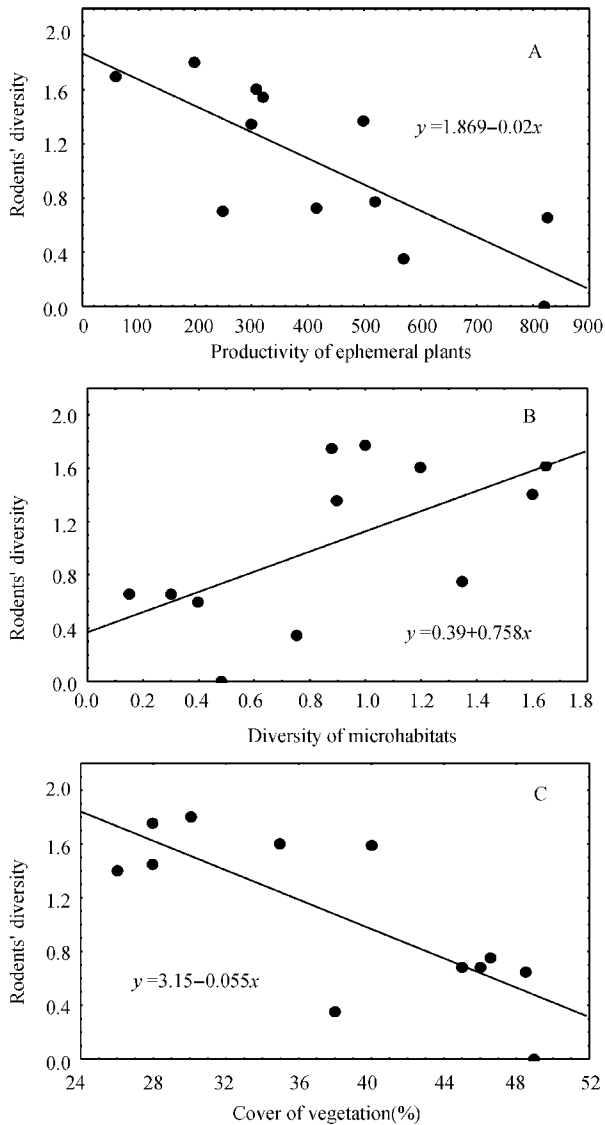 A
2.0
1.6
1.2
0.8
0.4
0.0
Rodents' diversity
y=1.869−0.02x
0 100 200 300 400 500 600 700 800 900
Productivity of ephemeral plants
B
2.0
1.6
1.2
0.8
0.4
0.0
Rodents' diversity
y=0.39+0.758x
0.0 0.2 0.4 0.6 0.8 1.0 1.2 1.4 1.6 1.8
Diversity of microhabitats
C
2.0
1.6
1.2
0.8
0.4
0.0
Rodents' diversity
y=3.15−0.055x
24 28 32 36 40 44 48 52
Cover of vegetation(%)